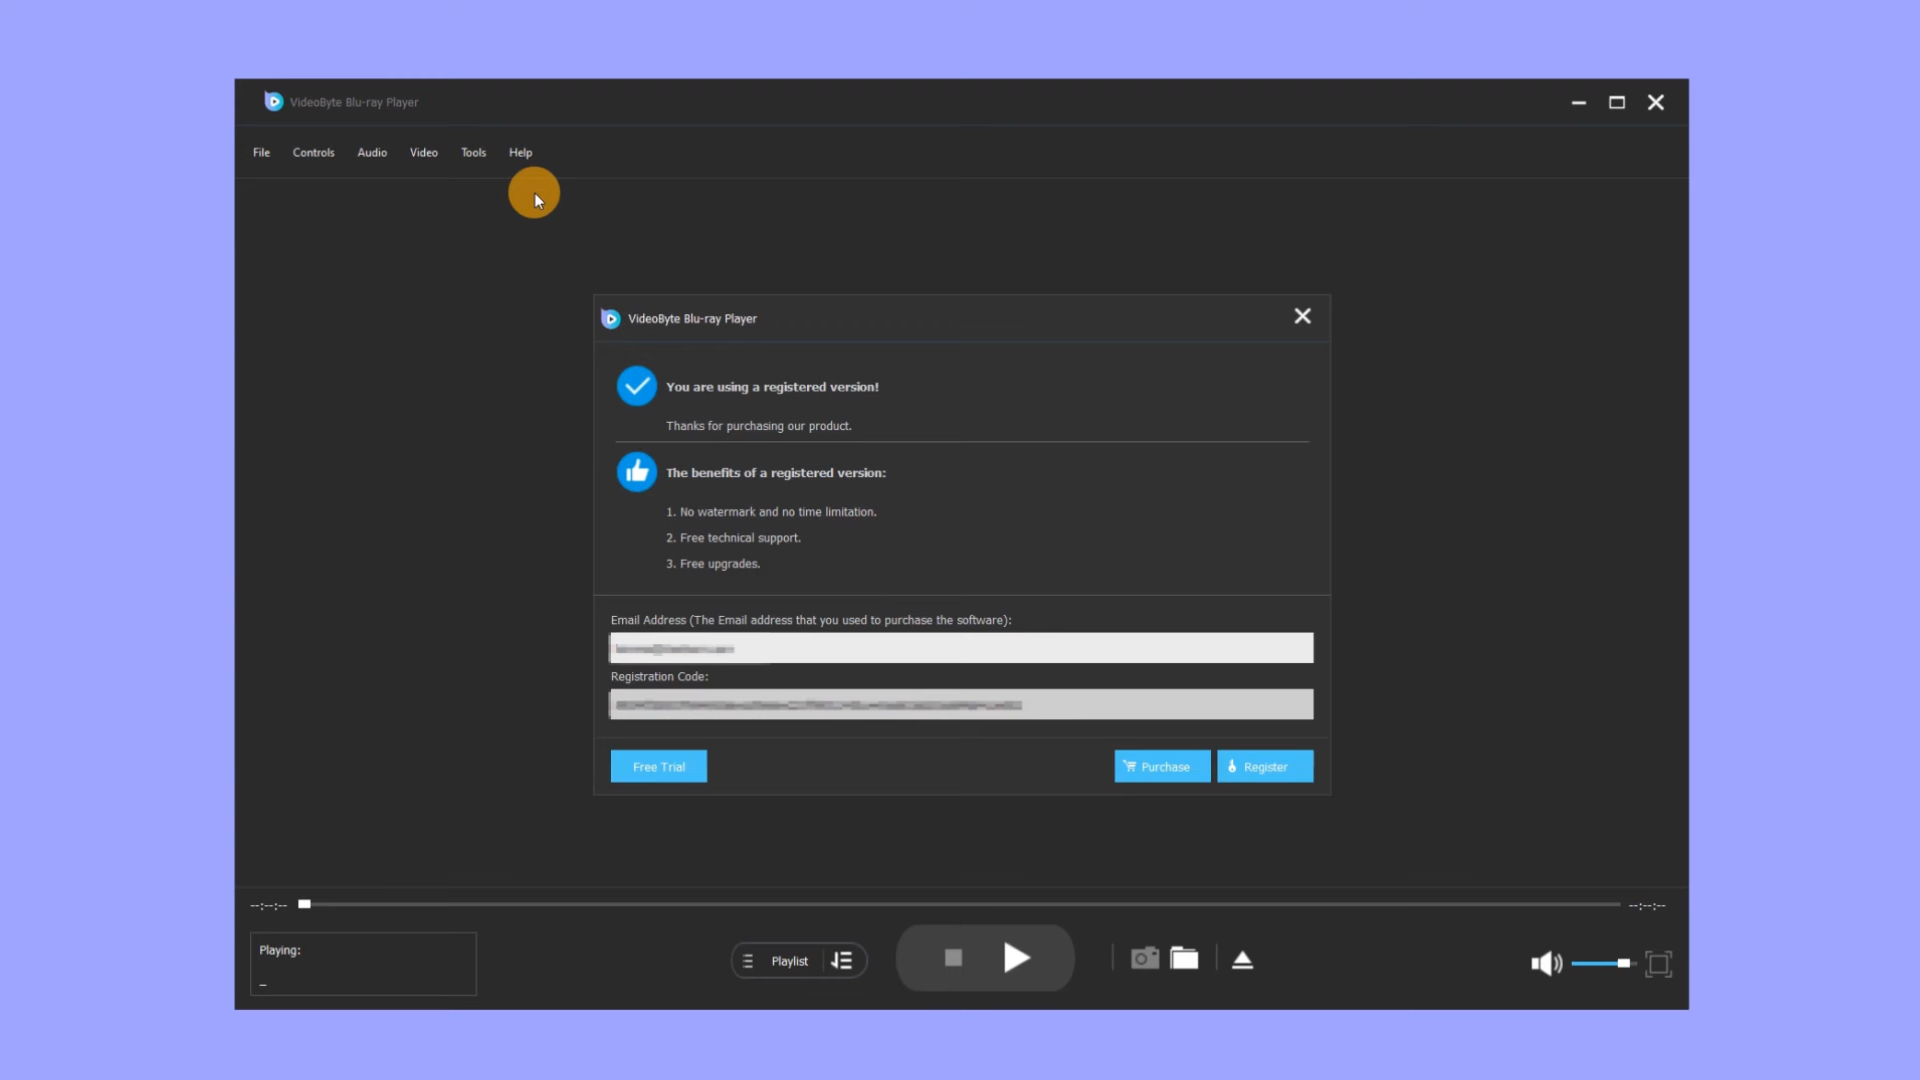 VideoByte Blu-ray Player
File Controls Audio Video Tools Help
VideoByte Blu-ray Player
You are using a registered version!
Thanks for purchasing our product.
The benefits of a registered version:
1. No watermark and no time limitation.
2. Free technical support.
3. Free upgrades.
Email Address (The Email address that you used to purchase the software):
Registration Code:
Free Trial
Purchase
Register
--:--:--
--:--:--
Playing:
_
Playlist